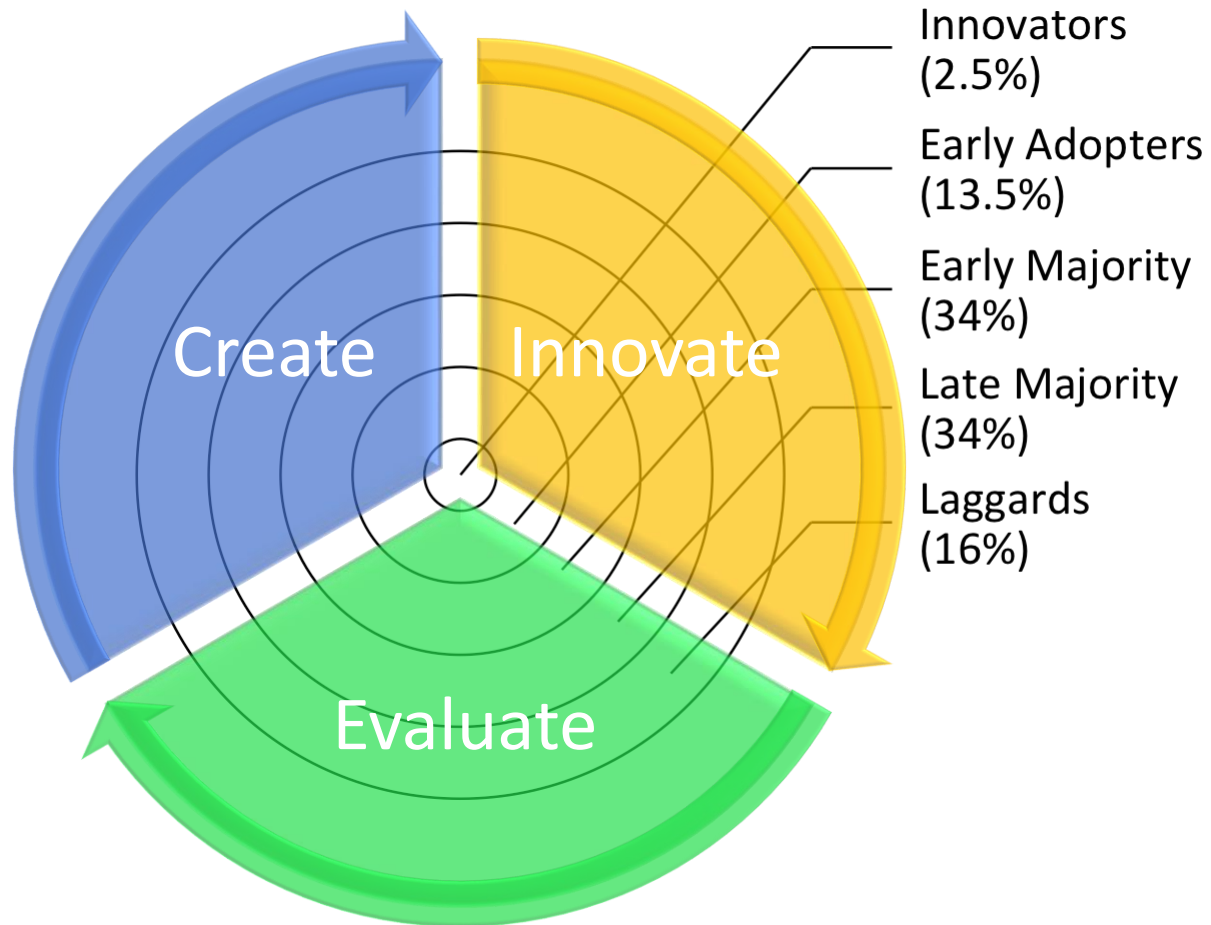 Innovators
(2.5%)
Early Adopters
(13.5%)
Early Majority
(34%)
Late Majority
(34%)
Laggards
(16%)
Create
Innovate
Evaluate